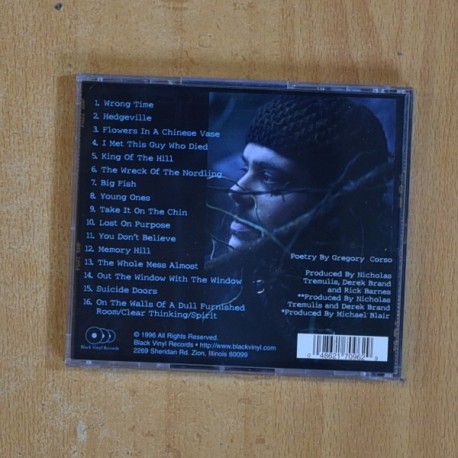 1. Wrong Time
2. Hedgeville
3. Flowers In A Chinese Vase
4. I Met This Guy Who Died
5. King Of The Hill
6. The Wreck Of The Nordling
7. Big Fish
8. Young Ones
9. Take It On The Chin
10. Lost On Purpose
11. You Don't Believe
12. Memory Hill
13. The Whole Mess Almost
14. Out The Window With The Window
15. Suicide Doors
16. On The Walls Of A Dull Furnished
Room/Clear Thinking/Spirit
Poetry By Gregory Corso
Produced By Nicholas
Tremulis, Derek Brand
and Rick Barnes
**Produced By Nicholas
Tremulis and Derek Brand
*Produced By Michael Blair
Black Vinyl Records
© 1996 All Rights Reserved.
Black Vinyl Records • http://www.blackvinyl.com
2269 Sheridan Rd. Zion, Illinois 60099